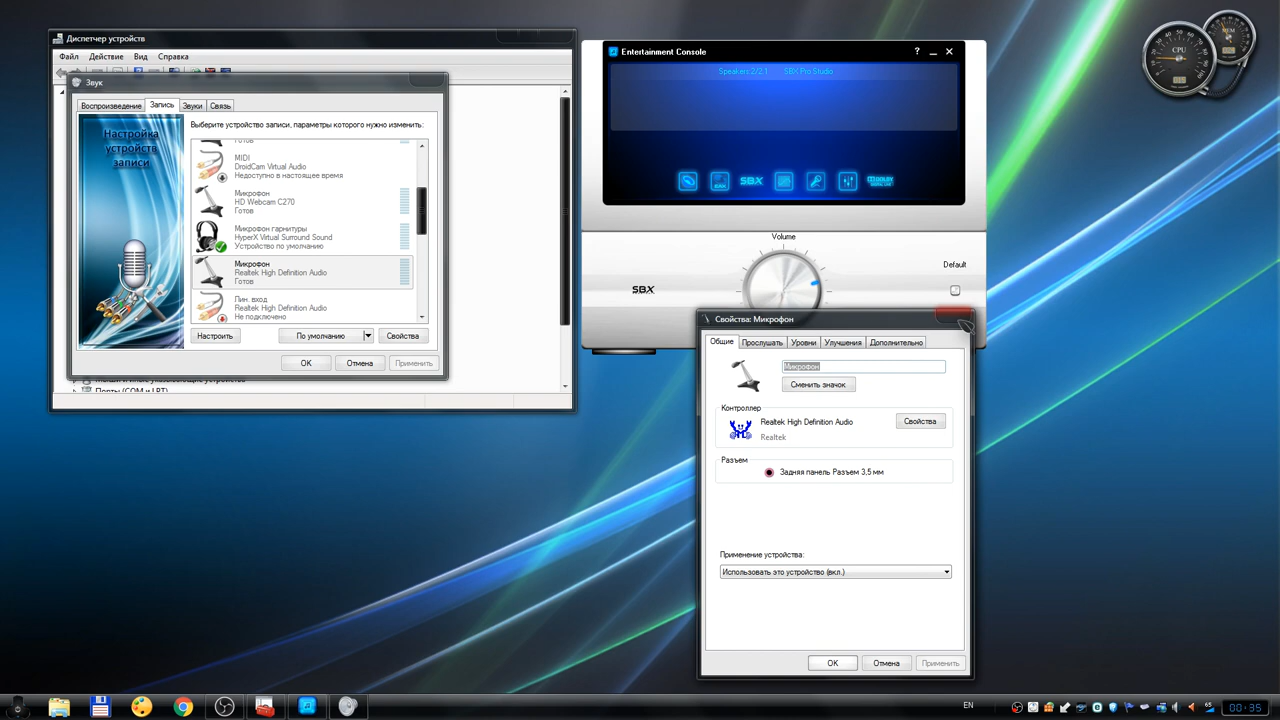 Диспетчер устройств
Файл Действие Вид Справка
Звук
Воспроизведение Запись Звуки Связь
Настройка
устройств
записи
Выберите устройство записи, параметры которого нужно изменить:
Готов
MIDI
DroidCam Virtual Audio
Недоступно в настоящее время
Микрофон
HD Webcam C270
Готов
Микрофон гарнитуры
HyperX Virtual Surround Sound
Устройство по умолчанию
Микрофон
Realtek High Definition Audio
Готов
Лин. вход
Realtek High Definition Audio
Не подключено
Настроить По умолчанию Свойства
OK Отмена Применить
Мыши и иные указывающие устройства
Порты (COM и LPT)
Entertainment Console
?
Speakers 2/2.1 SBX Pro Studio
SBX
DOLBY
Volume
Default
SBX
Свойства: Микрофон
Общие Прослушать Уровни Улучшения Дополнительно
Микрофон
Сменить значок
Контроллер
Realtek High Definition Audio
Realtek
Свойства
Разъем
Задняя панель Разъем 3,5 мм
Применение устройства:
Использовать это устройство (вкл.)
OK Отмена Применить
CPU
EN
65
00:35